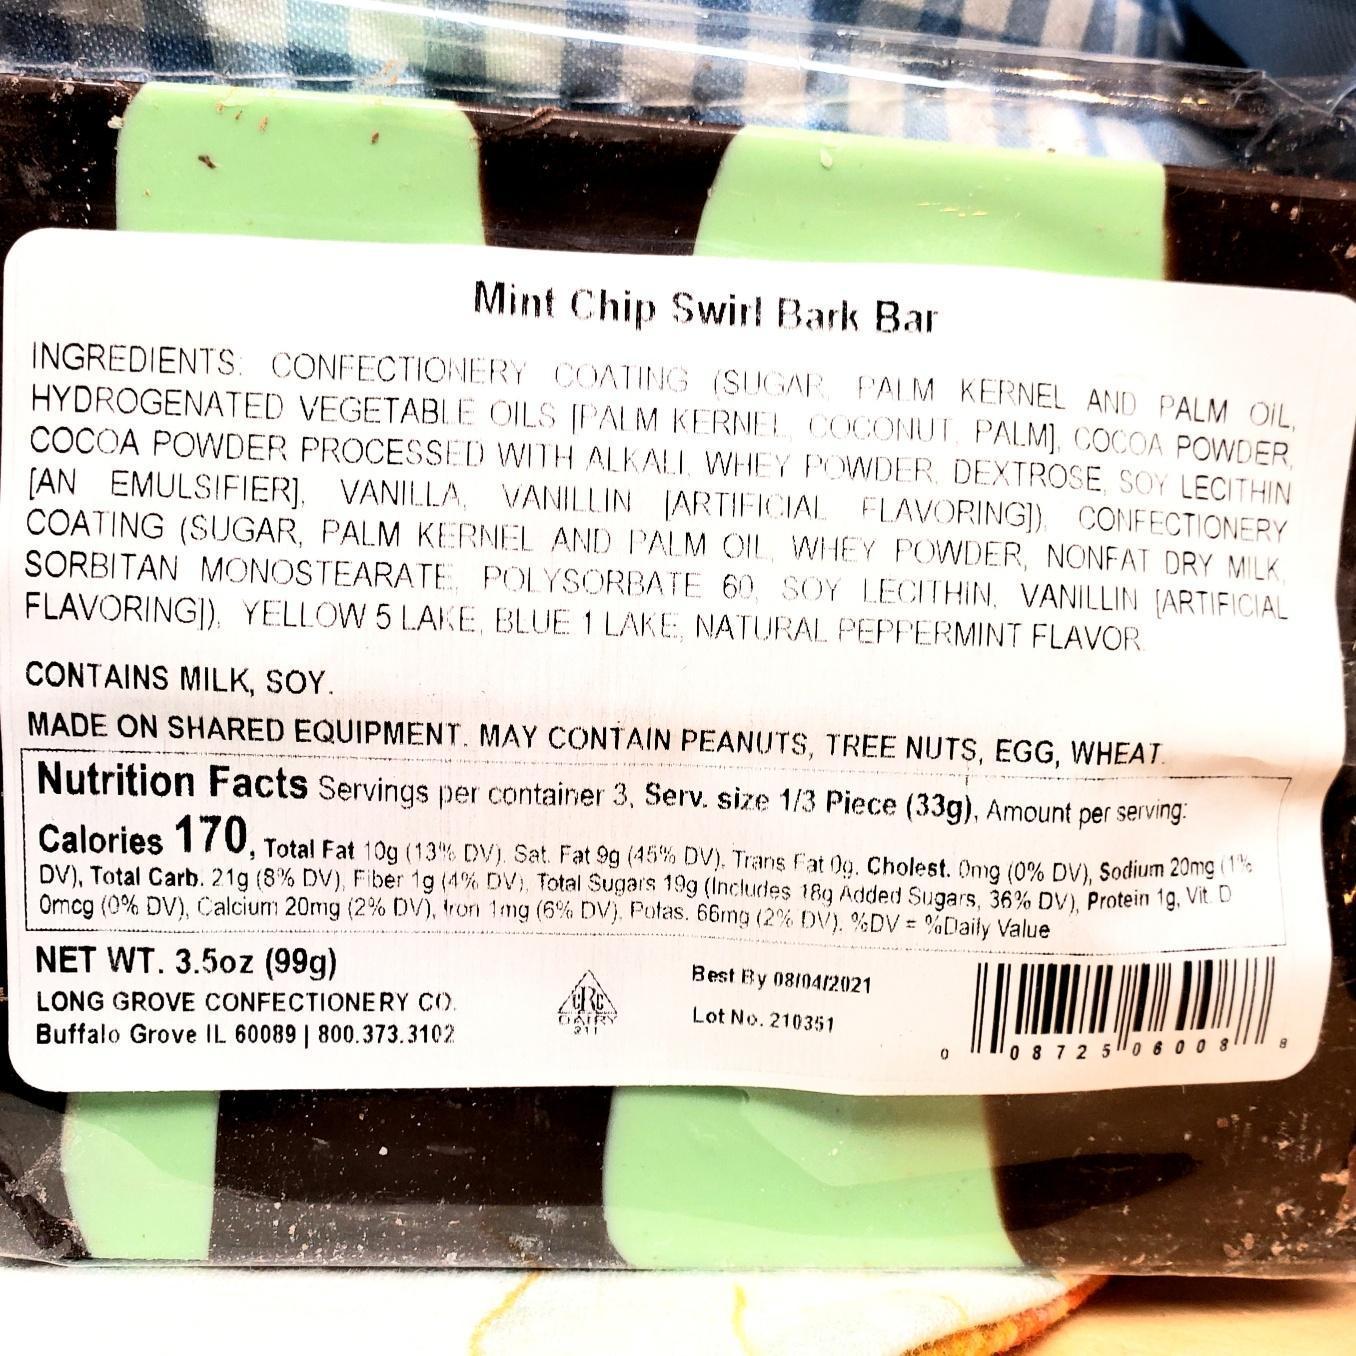 Mint Chip Swirl Bark Bar
INGREDIENTS: CONFECTIONERY COATING (SUGAR, PALM KERNEL AND PALM OIL,
HYDROGENATED VEGETABLE OILS [PALM KERNEL, COCONUT, PALM], COCOA POWDER,
COCOA POWDER PROCESSED WITH ALKALI, WHEY POWDER, DEXTROSE, SOY LECITHIN
[AN EMULSIFIER], VANILLA, VANILLIN [ARTIFICIAL FLAVORING]), CONFECTIONERY
COATING (SUGAR, PALM KERNEL AND PALM OIL, WHEY POWDER, NONFAT DRY MILK,
SORBITAN MONOSTEARATE, POLYSORBATE 60, SOY LECITHIN, VANILLIN [ARTIFICIAL
FLAVORING]), YELLOW 5 LAKE, BLUE 1 LAKE, NATURAL PEPPERMINT FLAVOR.
CONTAINS MILK, SOY.
MADE ON SHARED EQUIPMENT. MAY CONTAIN PEANUTS, TREE NUTS, EGG, WHEAT.
Nutrition Facts Servings per container 3, Serv. size 1/3 Piece (33g), Amount per serving:
Calories 170, Total Fat 10g (13% DV), Sat. Fat 9g (45% DV), Trans Fat 0g, Cholest. 0mg (0% DV), Sodium 20mg (1%
DV), Total Carb. 21g (8% DV), Fiber 1g (4% DV), Total Sugars 19g (Includes 18g Added Sugars, 36% DV), Protein 1g, Vit. D
0mcg (0% DV), Calcium 20mg (2% DV), Iron 1mg (6% DV), Potas. 66mg (2% DV). %DV = %Daily Value
NET WT. 3.5oz (99g)
LONG GROVE CONFECTIONERY CO.
Buffalo Grove IL 60089 | 800.373.3102
cRc
DAIRY
211
Best By 08/04/2021
Lot No. 210351
0 08725 06008 8